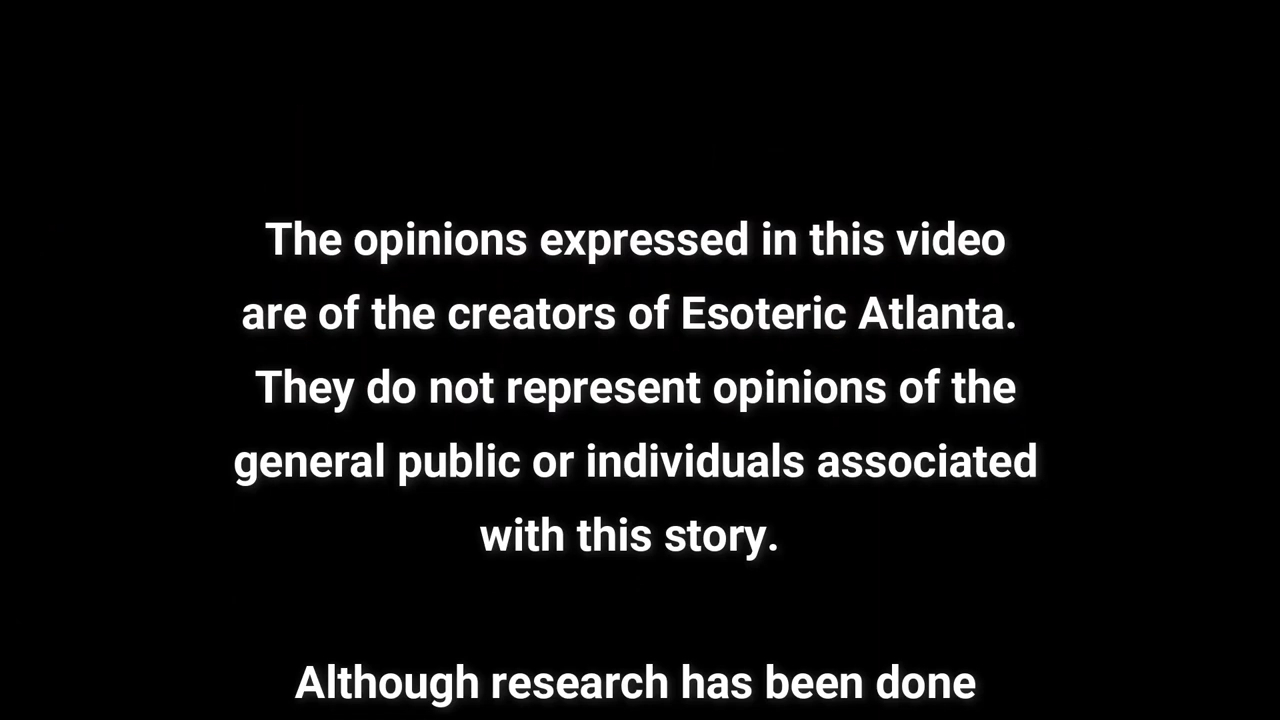 The opinions expressed in this video
are of the creators of Esoteric Atlanta.
They do not represent opinions of the
general public or individuals associated
with this story.
Although research has been done